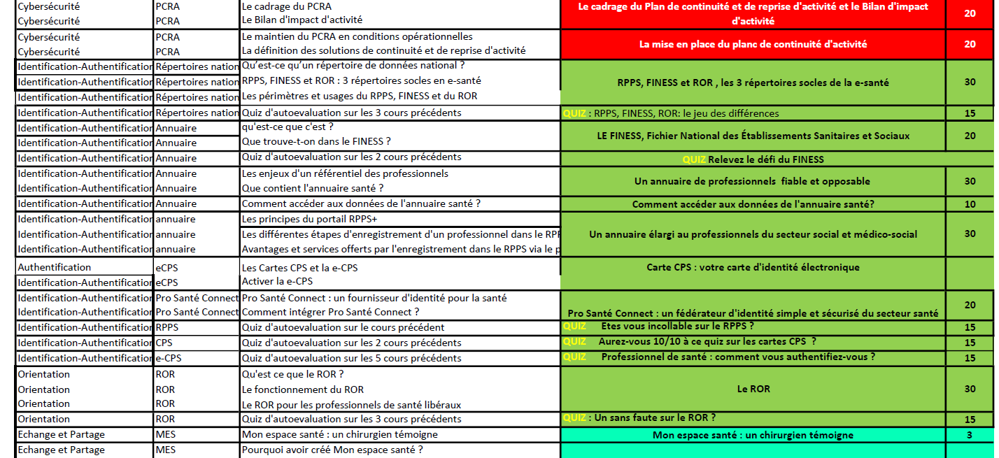 Cybersécurité PCRA Le cadrage du PCRA Le cadrage du Plan de continuité et de reprise d'activité et le Bilan d'impact d'activité 20
Cybersécurité PCRA Le Bilan d'impact d'activité
Cybersécurité PCRA Le maintien du PCRA en conditions opérationnelles La mise en place du planc de continuité d'activité 20
Cybersécurité PCRA La définition des solutions de continuité et de reprise d'activité
Identification-Authentification Répertoires nation Qu'est-ce qu'un répertoire de données national ? RPPS, FINESS et ROR , les 3 répertoires socles de la e-santé 30
Identification-Authentification Répertoires nation RPPS, FINESS et ROR : 3 répertoires socles en e-santé
Identification-Authentification Répertoires nation Les périmètres et usages du RPPS, FINESS et du ROR
Identification-Authentification Répertoires nation Quiz d'autoevaluation sur les 3 cours précédents QUIZ : RPPS, FINESS, ROR: le jeu des différences 15
Identification-Authentification Annuaire qu'est-ce que c'est ? LE FINESS, Fichier National des Établissements Sanitaires et Sociaux 20
Identification-Authentification Annuaire Que trouve-t-on dans le FINESS ?
Identification-Authentification Annuaire Quiz d'autoevaluation sur les 2 cours précédents QUIZ Relevez le défi du FINESS
Identification-Authentification Annuaire Les enjeux d'un référentiel des professionnels Un annuaire de professionnels fiable et opposable 30
Identification-Authentification Annuaire Que contient l'annuaire santé ?
Identification-Authentification Annuaire Comment accéder aux données de l'annuaire santé ? Comment accéder aux données de l'annuaire santé? 10
Identification-Authentification annuaire Les principes du portail RPPS+ Un annuaire élargi au professionnels du secteur social et médico-social 30
Identification-Authentification annuaire Les différentes étapes d'enregistrement d'un professionnel dans le RPP
Identification-Authentification annuaire Avantages et services offerts par l'enregistrement dans le RPPS via le p
Authentification eCPS Les Cartes CPS et la e-CPS Carte CPS : votre carte d'identité électronique
Identification-Authentification eCPS Activer la e-CPS
Identification-Authentification Pro Santé Connect Pro Santé Connect : un fournisseur d'identité pour la santé Pro Santé Connect : un fédérateur d'identité simple et sécurisé du secteur santé 20
Identification-Authentification Pro Santé Connect Comment intégrer Pro Santé Connect ?
Identification-Authentification RPPS Quiz d'autoevaluation sur le cours précédent QUIZ Etes vous incollable sur le RPPS ? 15
Identification-Authentification CPS Quiz d'autoevaluation sur les 2 cours précédents QUIZ Aurez-vous 10/10 à ce quiz sur les cartes CPS ? 15
Identification-Authentification e-CPS Quiz d'autoevaluation sur les 5 cours précédents QUIZ Professionnel de santé : comment vous authentifiez-vous ? 15
Orientation ROR Qu'est ce que le ROR ? Le ROR 30
Orientation ROR Le fonctionnement du ROR
Orientation ROR Le ROR pour les professionnels de santé libéraux
Orientation ROR Quiz d'autoevaluation sur les 3 cours précédents QUIZ : Un sans faute sur le ROR ? 15
Echange et Partage MES Mon espace santé : un chirurgien témoigne Mon espace santé : un chirurgien témoigne 3
Echange et Partage MES Pourquoi avoir créé Mon espace santé ?